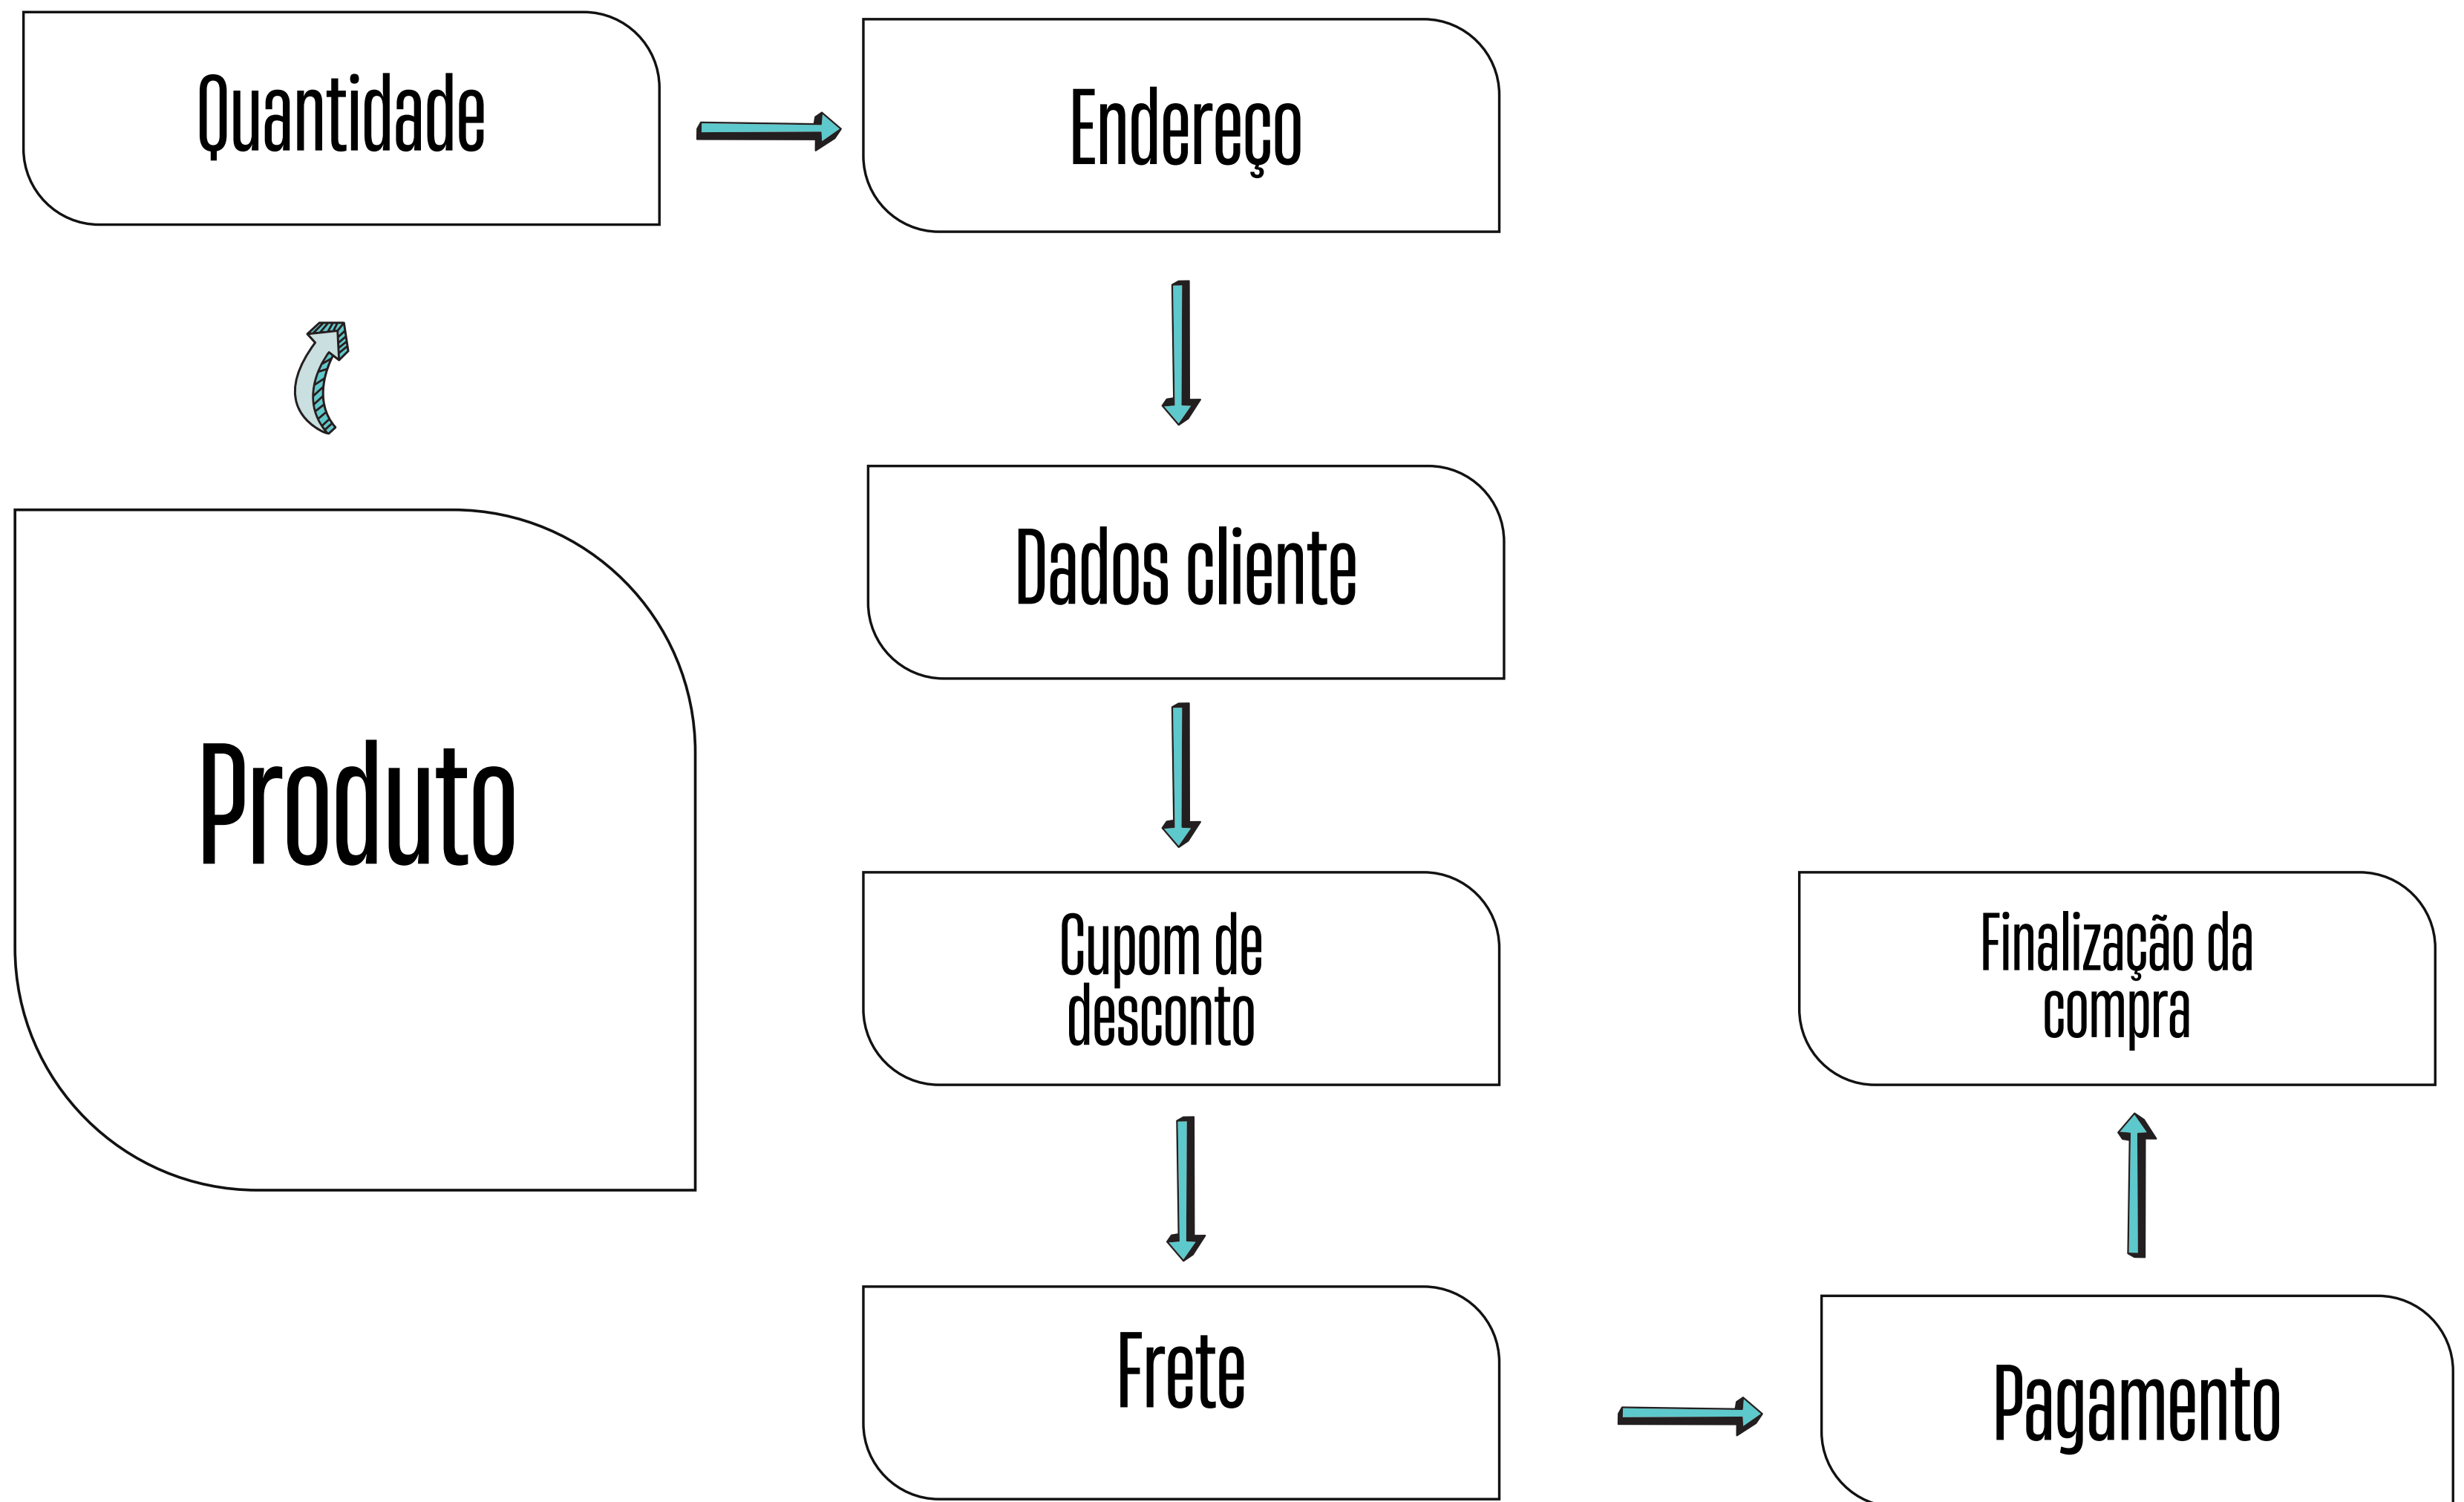 Quantidade
Endereço
Dados cliente
Produto
Cupom de
desconto
Finalização da
compra
Frete
Pagamento